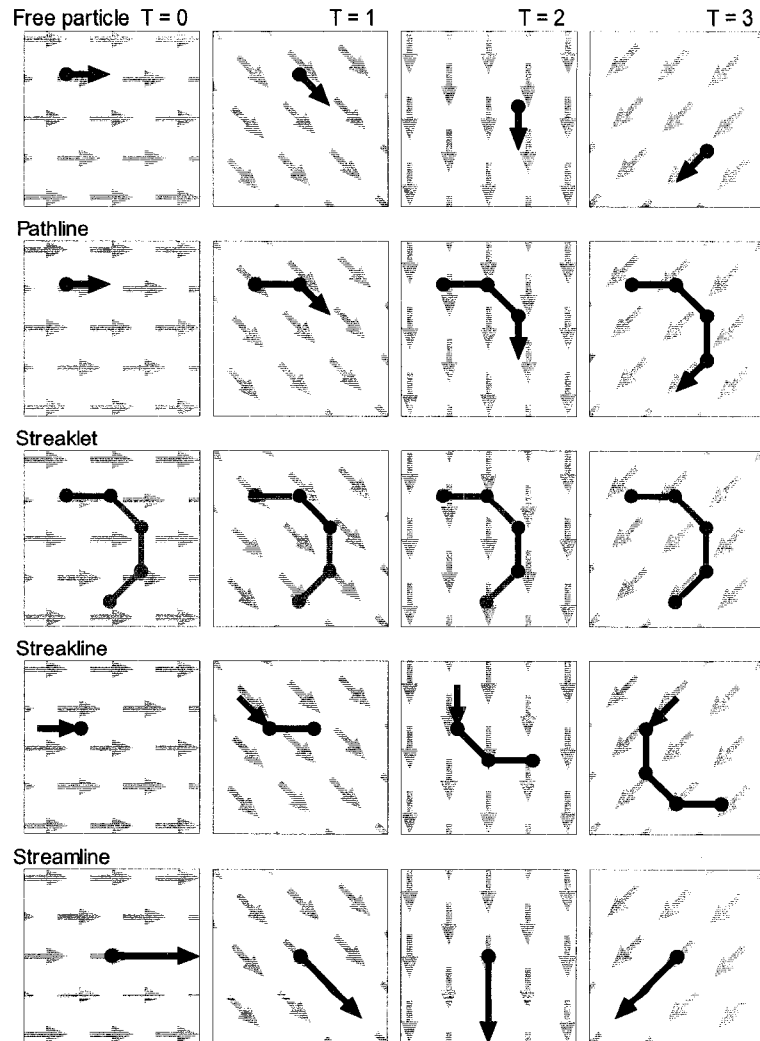 Free particle T = 0 T = 1 T = 2 T = 3
Pathline
Streaklet
Streakline
Streamline